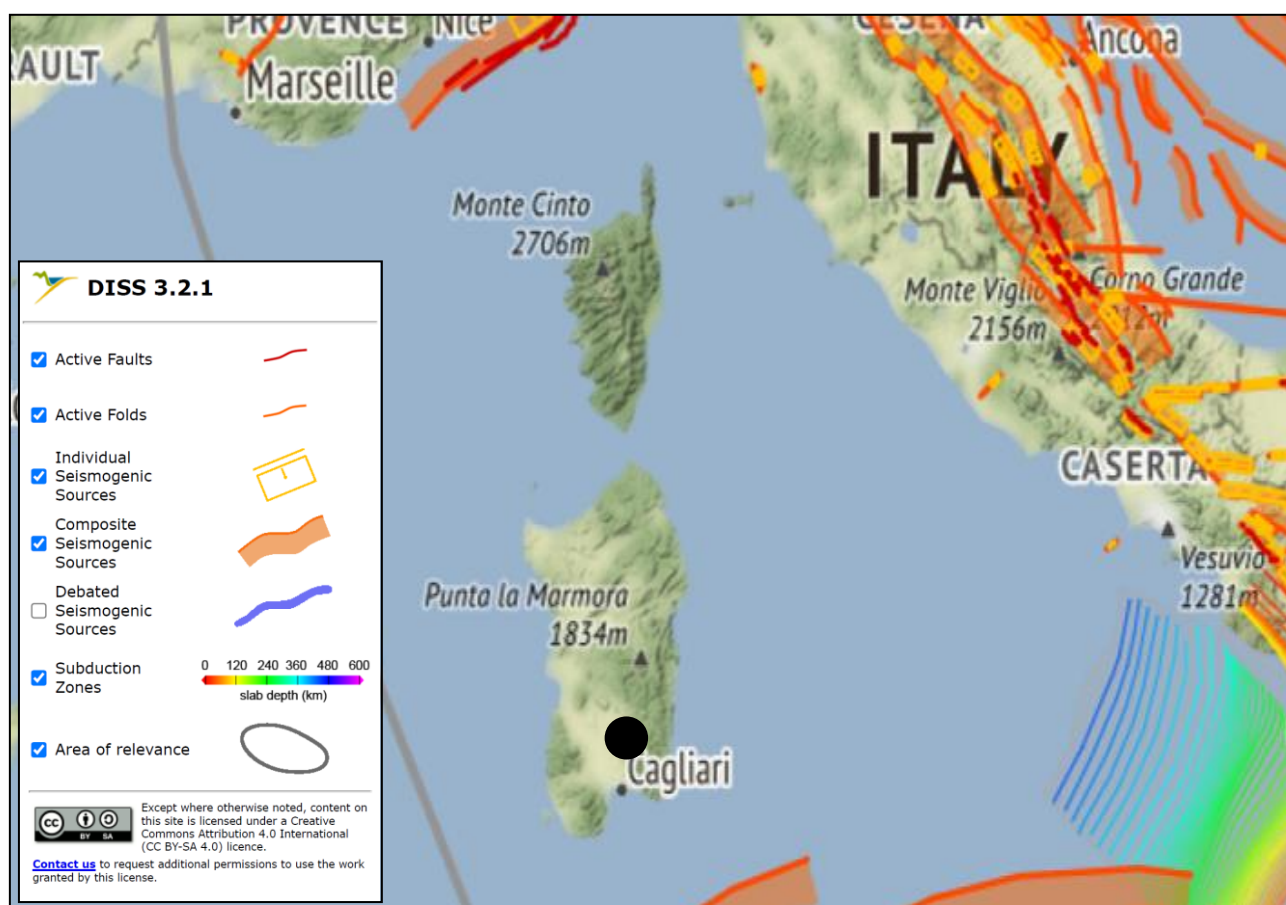 PROVENCE
Nice
RAULT
Marseille
CESENA
Ancona
ITALY
Monte Cinto
2706m
Corno Grande
Monte Viglio
2156m
2912m
CASERTA
Vesuvio
1281m
Punta la Marmora
1834m
Cagliari
DISS 3.2.1
Active Faults
Active Folds
Individual
Seismogenic
Sources
Composite
Seismogenic
Sources
Debated
Seismogenic
Sources
Subduction
Zones
0 120 240 360 480 600
slab depth (km)
Area of relevance
cc BY SA
Except where otherwise noted, content on
this site is licensed under a Creative
Commons Attribution 4.0 International
(CC BY-SA 4.0) licence.
Contact us to request additional permissions to use the work
granted by this license.